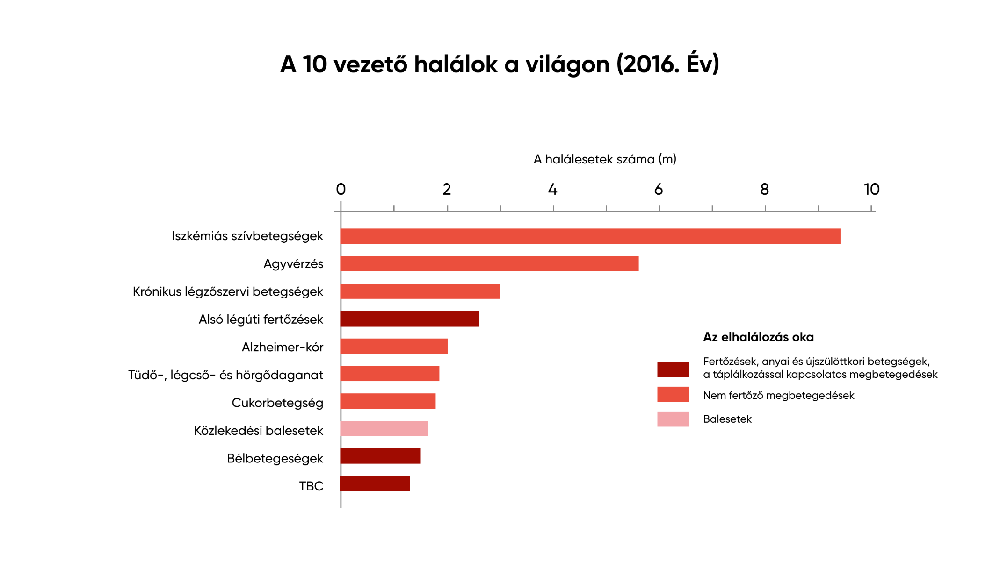 A 10 vezető halálok a világon (2016. Év)
A halálesetek száma (m)
0 2 4 6 8 10
Iszkémiás szívbetegségek
Agyvérzés
Krónikus légzőszervi betegségek
Alsó légúti fertőzések
Alzheimer-kór
Tüdő-, légcső- és hörgődaganat
Cukorbetegség
Közlekedési balesetek
Bélbetegeségek
TBC
Az elhalálozás oka
Fertőzések, anyai és újszülöttkori betegségek,
a táplálkozással kapcsolatos megbetegedések
Nem fertőző megbetegedések
Balesetek